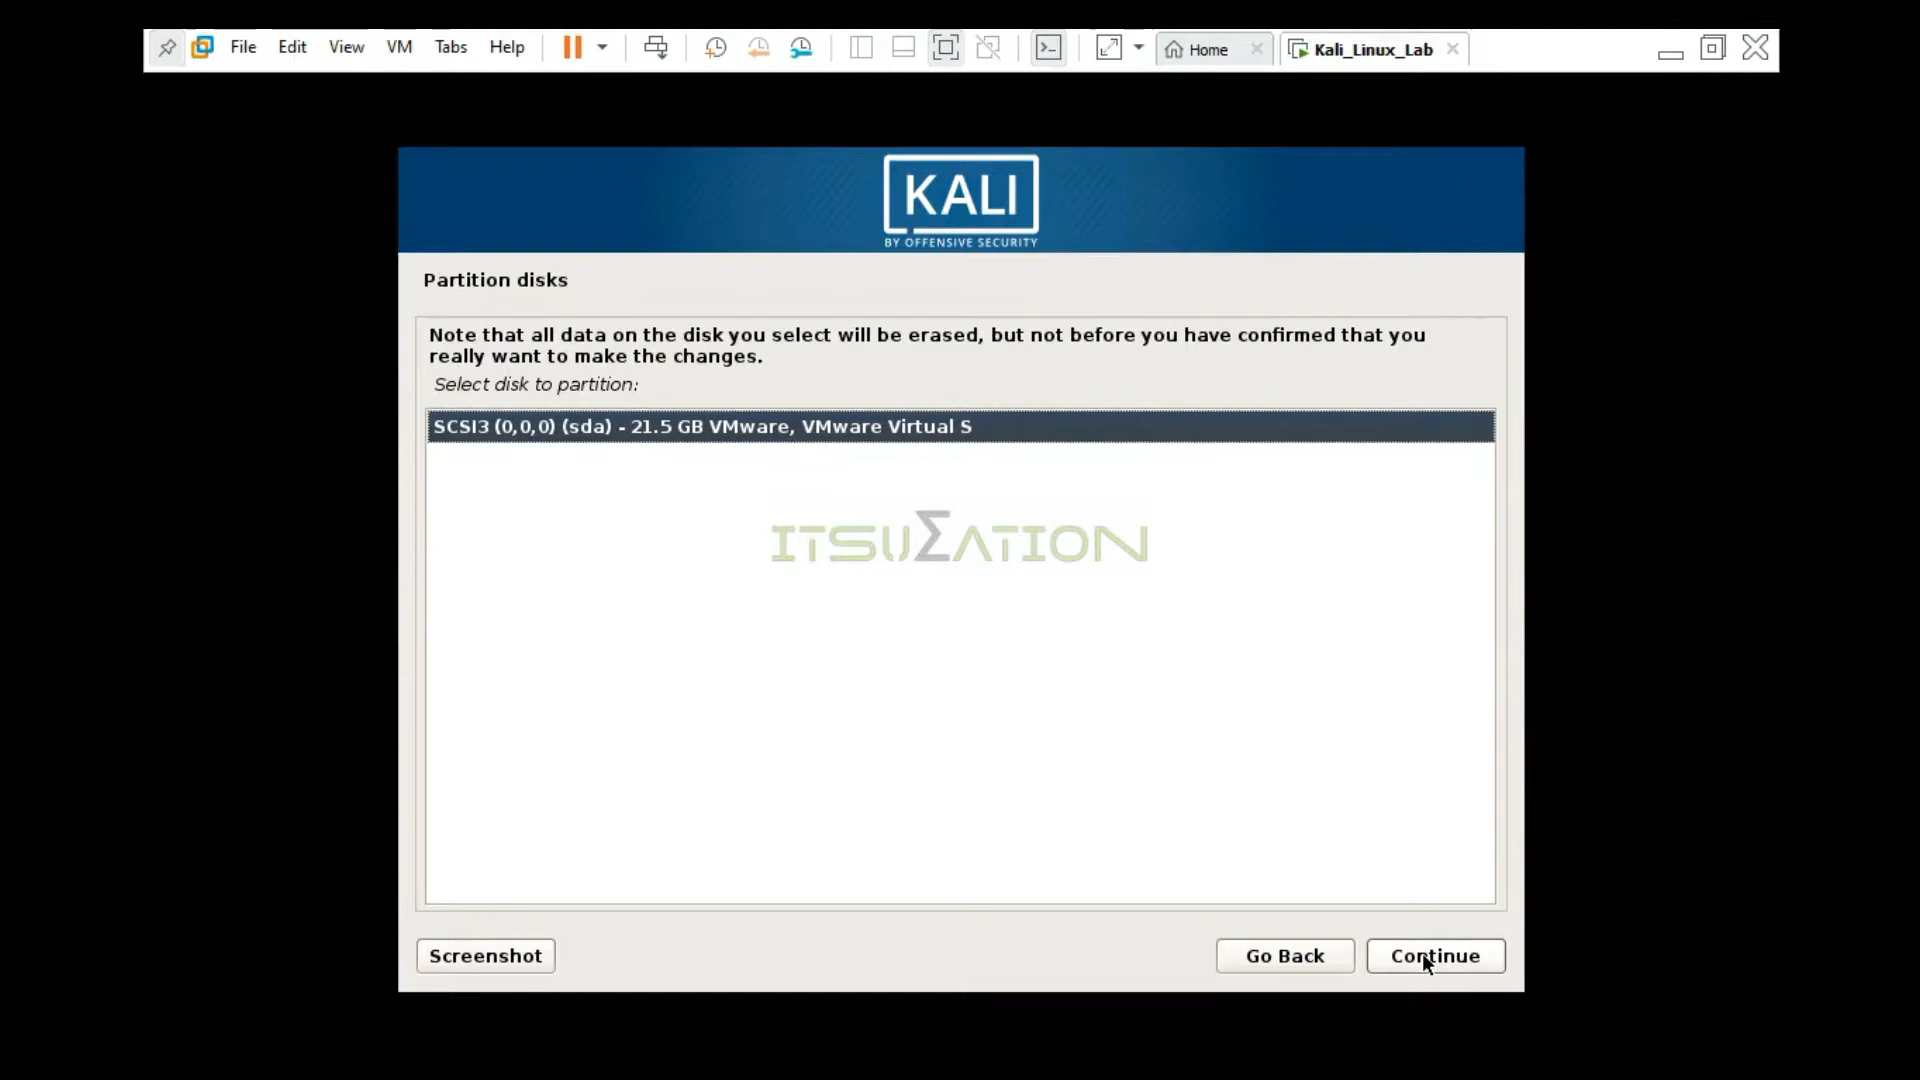 File Edit View VM Tabs Help Home Kali_Linux_Lab
KALI
BY OFFENSIVE SECURITY
Partition disks
Note that all data on the disk you select will be erased, but not before you have confirmed that you
really want to make the changes.
Select disk to partition:
SCSI3 (0,0,0) (sda) - 21.5 GB VMware, VMware Virtual S
ITSUΣATION
Screenshot Go Back Continue